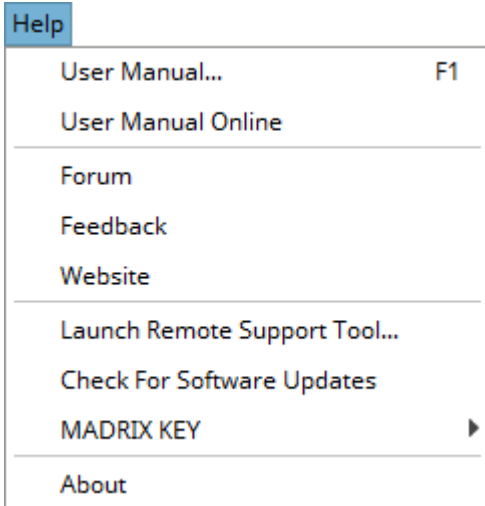 Help
User Manual... F1
User Manual Online
Forum
Feedback
Website
Launch Remote Support Tool...
Check For Software Updates
MADRIX KEY
About